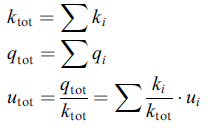 k_tot = ∑ k_i
q_tot = ∑ q_i
u_tot = q_tot / k_tot = ∑ k_i / k_tot · u_i